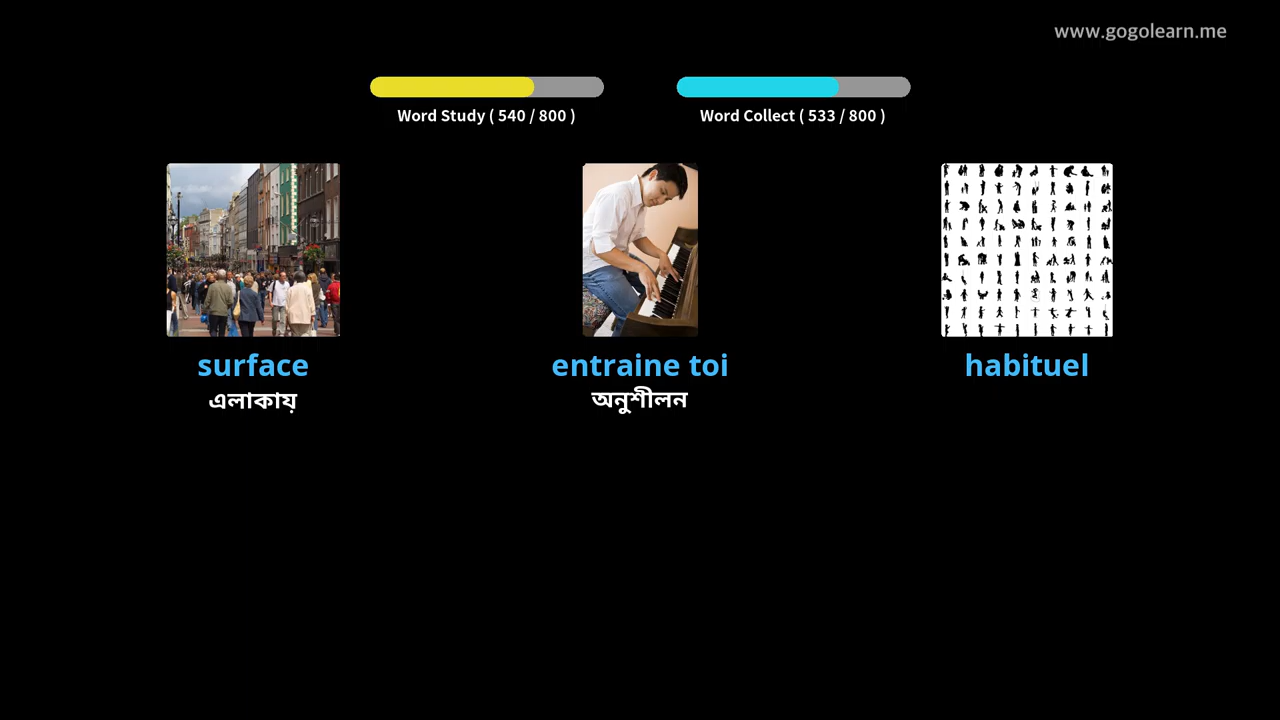 www.gogolearn.me
Word Study ( 540 / 800 )
Word Collect ( 533 / 800 )
surface
entraine toi
habituel
এলাকায়
অনুশীলন